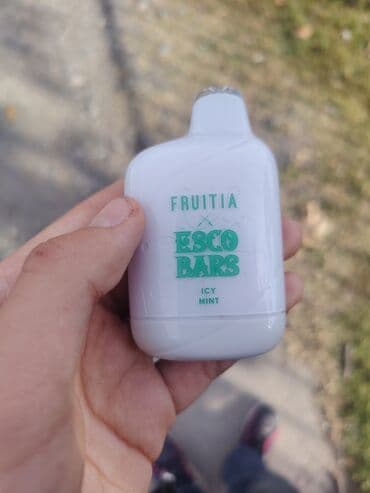 FRUITIA
X
ESCO
BARS
ICY
MINT